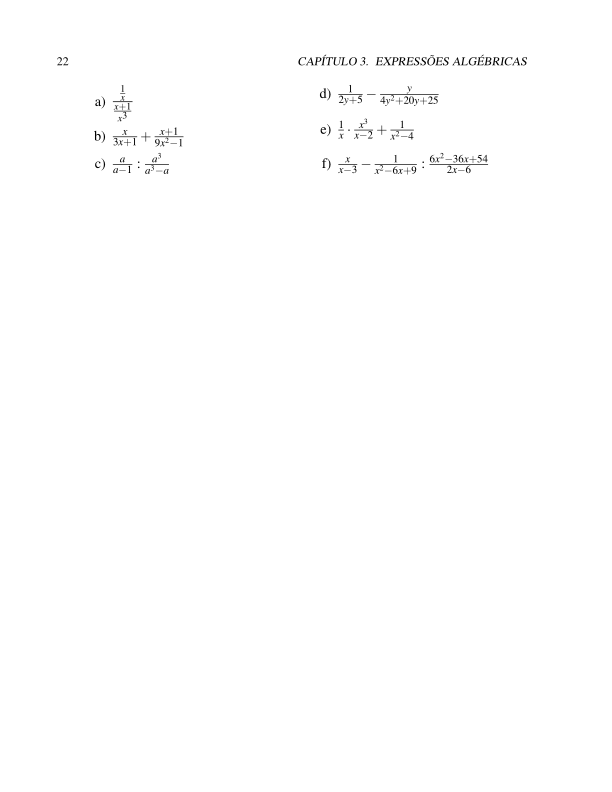 22 CAPÍTULO 3. EXPRESSÕES ALGÉBRICAS
a) \frac{\frac{1}{x}}{\frac{x+1}{x^3}}
b) \frac{x}{3x+1} + \frac{x+1}{9x^2-1}
c) \frac{a}{a-1} : \frac{a^3}{a^3-a}
d) \frac{1}{2y+5} - \frac{y}{4y^2+20y+25}
e) \frac{1}{x} \cdot \frac{x^3}{x-2} + \frac{1}{x^2-4}
f) \frac{x}{x-3} - \frac{1}{x^2-6x+9} : \frac{6x^2-36x+54}{2x-6}